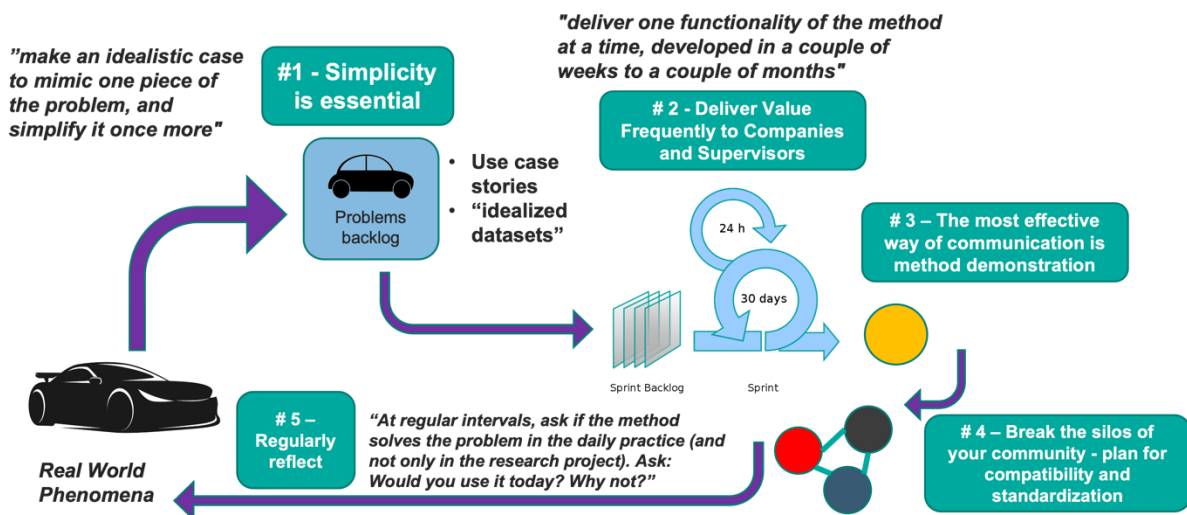 "make an idealistic case
to mimic one piece of
the problem, and
simplify it once more"
#1 - Simplicity
is essential
Problems
backlog
• Use case
stories
• “idealized
datasets”
"deliver one functionality of the method
at a time, developed in a couple of
weeks to a couple of months"
# 2 - Deliver Value
Frequently to Companies
and Supervisors
24 h
30 days
Sprint Backlog
Sprint
# 3 – The most effective
way of communication is
method demonstration
# 4 – Break the silos of
your community - plan for
compatibility and
standardization
# 5 –
Regularly
reflect
“At regular intervals, ask if the method
solves the problem in the daily practice (and
not only in the research project). Ask:
Would you use it today? Why not?”
Real World
Phenomena